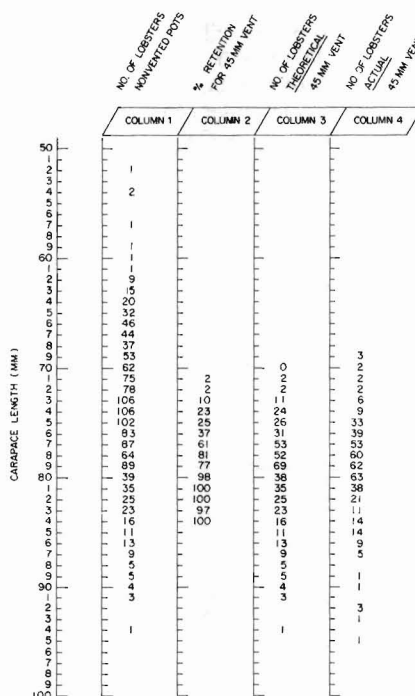 NO. OF LOBSTERS
NONVENTED POTS
% RETENTION
FOR 45 MM VENT
NO. OF LOBSTERS
THEORETICAL
45 MM VENT
NO OF LOBSTERS
ACTUAL
45 MM VENT
COLUMN 1 COLUMN 2 COLUMN 3 COLUMN 4
CARAPACE LENGTH (MM)
50
1
2 1
3
4 2
5
6
7 1
8
9 1
60 1
1 1
2 9
3 15
4 20
5 32
6 46
7 44
8 37
9 53 3
70 62 0 2
1 75 2 2 2
2 78 2 2 2
3 106 10 11 6
4 106 23 24 9
5 102 25 26 33
6 83 37 31 39
7 87 61 53 53
8 64 81 52 60
9 89 77 69 62
80 39 98 38 63
1 35 100 35 38
2 25 100 25 21
3 23 97 23 11
4 16 100 16 14
5 11 11 14
6 13 13 9
7 9 9 5
8 5 5
9 5 5 1
90 4 4 1
1 3 3
2 3
3 1
4 1 1
5 1
6
7
8
9
100